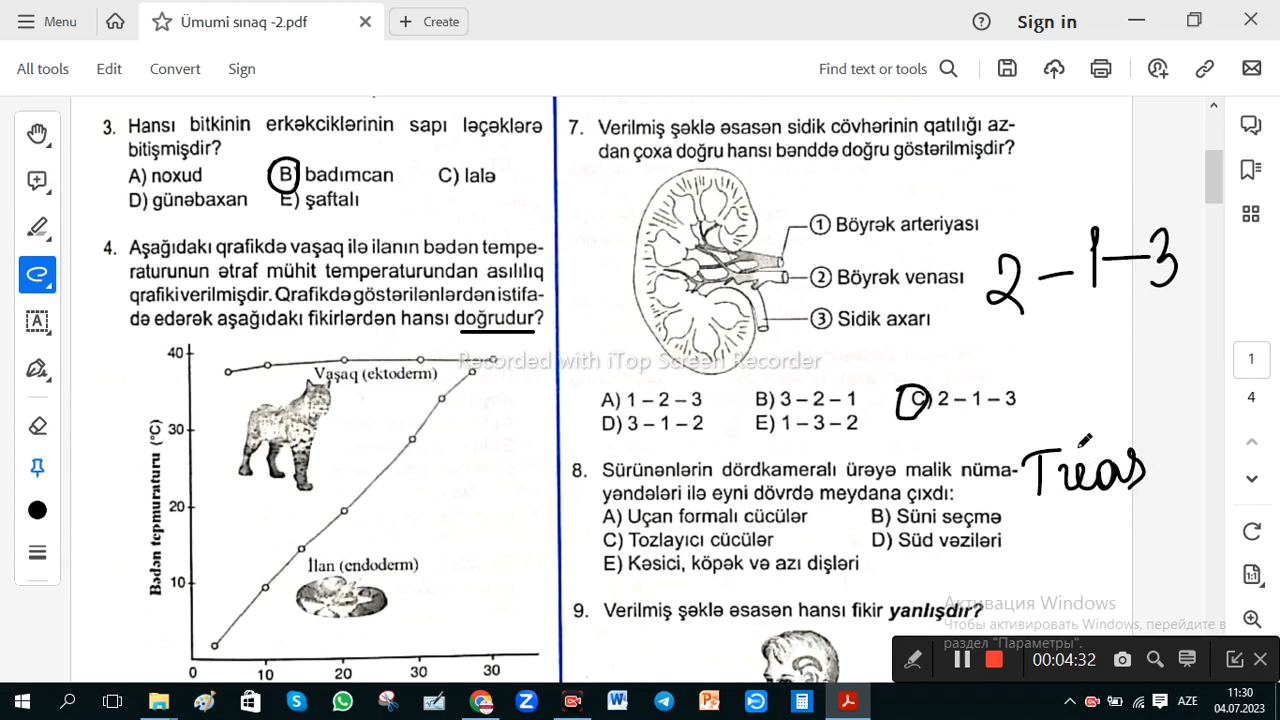 Menu
Ümumi sınaq -2.pdf
Create
Sign in
All tools
Edit
Convert
Sign
Find text or tools
3. Hansı bitkinin erkəkciklərinin sapı ləçəklərə
bitişmişdir?
A) noxud B) badımcan C) lalə
D) günəbaxan E) şaftalı
4. Aşağıdakı qrafikdə vaşaq ilə ilanın bədən tempe-
raturunun ətraf mühit temperaturundan asılılıq
qrafiki verilmişdir. Qrafikdə göstərilənlərdən istifa-
də edərək aşağıdakı fikirlərdən hansı doğrudur?
Bədən tepmuraturu (°C)
40
30
20
10
Vaşaq (ektoderm)
İlan (endoderm)
0 10 20 30 30
7. Verilmiş şəklə əsasən sidik cövhərinin qatılığı az-
dan çoxa doğru hansı bənddə doğru göstərilmişdir?
1 Böyrək arteriyası
2 Böyrək venası
3 Sidik axarı
2 – 1 – 3
A) 1 – 2 – 3 B) 3 – 2 – 1 C) 2 – 1 – 3
D) 3 – 1 – 2 E) 1 – 3 – 2
8. Sürünənlərin dördkameralı ürəyə malik nüma-
yəndələri ilə eyni dövrdə meydana çıxdı:
Trias
A) Uçan formalı cücülər B) Süni seçmə
C) Tozlayıcı cücülər D) Süd vəziləri
E) Kəsici, köpək və azı dişləri
9. Verilmiş şəklə əsasən hansı fikir yanlışdır?
Recorded with iTop Screen Recorder
Активация Windows
Чтобы активировать Windows, перейдите в
раздел "Параметры".
1
4
1:1
00:04:32
AZE
11:30
04.07.2023